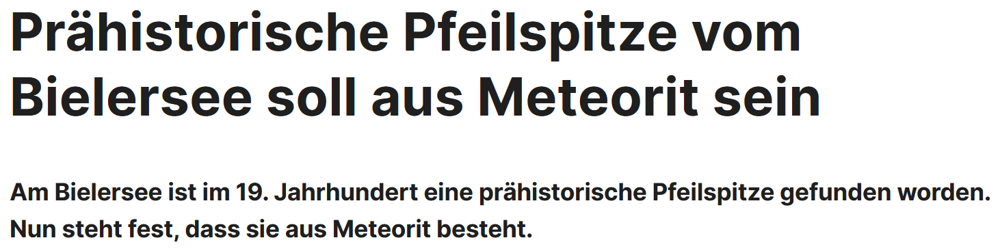 Prähistorische Pfeilspitze vom
Bielersee soll aus Meteorit sein
Am Bielersee ist im 19. Jahrhundert eine prähistorische Pfeilspitze gefunden worden.
Nun steht fest, dass sie aus Meteorit besteht.